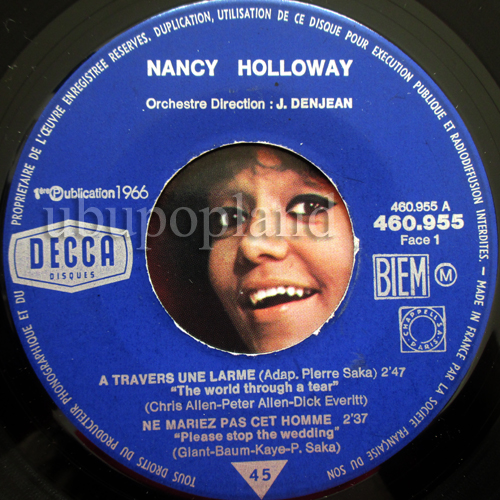 PROPRIETAIRE DE L'ŒUVRE ENREGISTREE RESERVES, DUPLICATION, UTILISATION DE CE DISQUE POUR EXECUTION PUBLIQUE ET RADIODIFFUSION INTERDITES. - MADE IN FRANCE PAR LA SOCIETE FRANÇAISE DU SON
TOUS DROITS DU PRODUCTEUR PHONOGRAPHIQUE ET DU
NANCY HOLLOWAY
Orchestre Direction : J. DENJEAN
1ère Publication 1966
460.955 A
460.955
Face 1
ubupopland
DECCA
DISQUES
BIEM M
CHAPPELL S.A.
PARIS
A TRAVERS UNE LARME (Adap. Pierre Saka) 2'47
"The world through a tear"
(Chris Allen-Peter Allen-Dick Everitt)
NE MARIEZ PAS CET HOMME 2'37
"Please stop the wedding"
(Giant-Baum-Kaye-P. Saka)
45